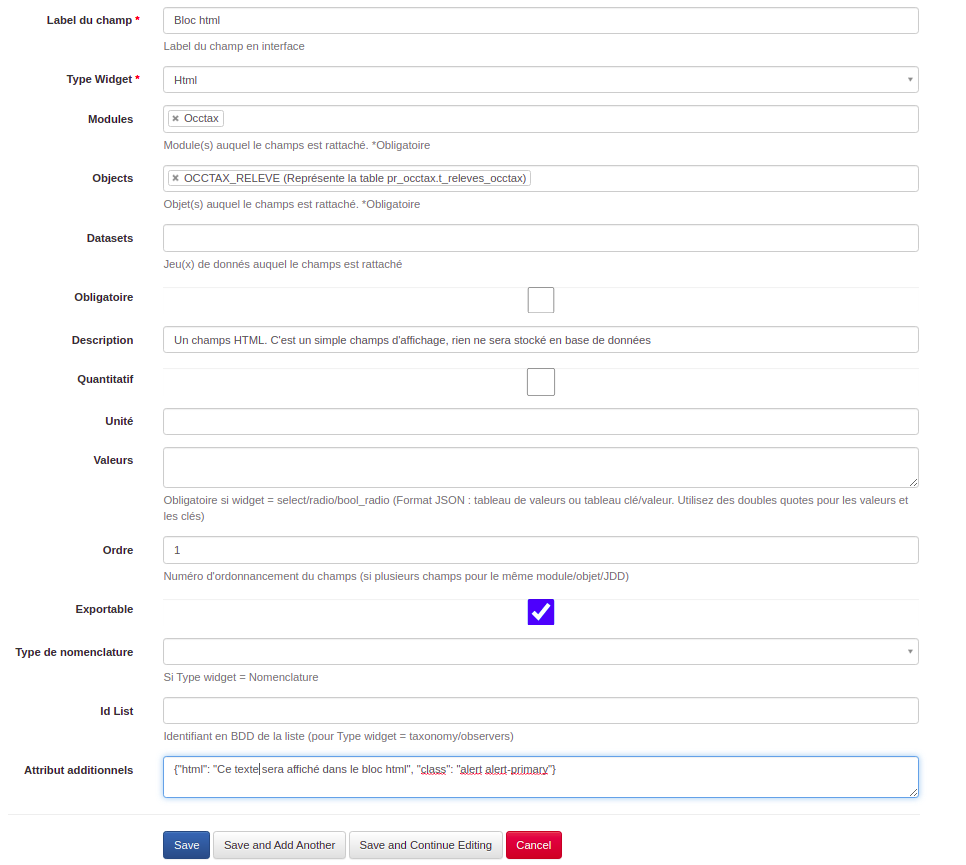 Label du champ *
Bloc html
Label du champ en interface
Type Widget *
Html
Modules
× Occtax
Module(s) auquel le champs est rattaché. *Obligatoire
Objects
× OCCTAX_RELEVE (Représente la table pr_occtax.t_releves_occtax)
Objet(s) auquel le champs est rattaché. *Obligatoire
Datasets
Jeu(x) de donnés auquel le champs est rattaché
Obligatoire
Description
Un champs HTML. C'est un simple champs d'affichage, rien ne sera stocké en base de données
Quantitatif
Unité
Valeurs
Obligatoire si widget = select/radio/bool_radio (Format JSON : tableau de valeurs ou tableau clé/valeur. Utilisez des doubles quotes pour les valeurs et
les clés)
Ordre
1
Numéro d'ordonnancement du champs (si plusieurs champs pour le même module/objet/JDD)
Exportable
Type de nomenclature
Si Type widget = Nomenclature
Id List
Identifiant en BDD de la liste (pour Type widget = taxonomy/observers)
Attribut additionnels
{"html": "Ce texte sera affiché dans le bloc html", "class": "alert alert-primary"}
Save
Save and Add Another
Save and Continue Editing
Cancel